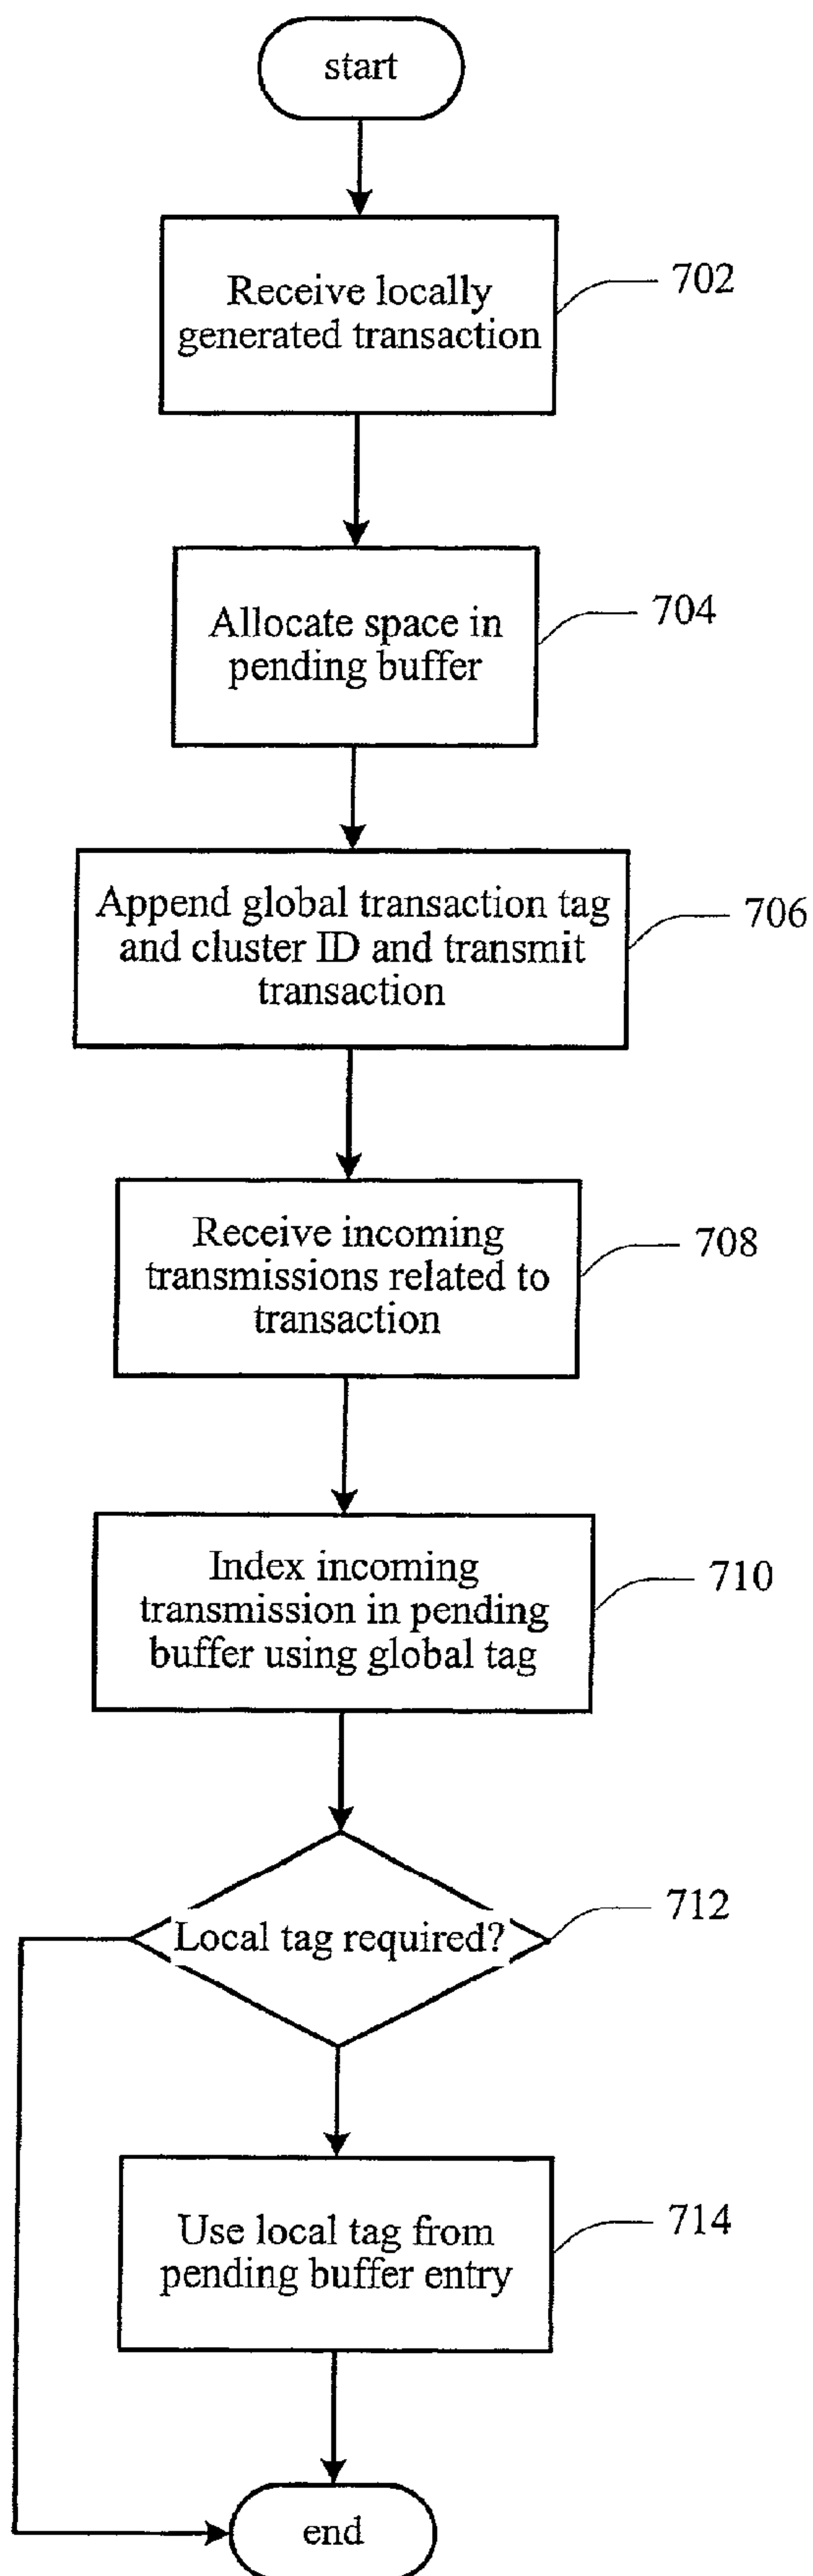 start
Receive locally
generated transaction
702
Allocate space in
pending buffer
704
Append global transaction tag
and cluster ID and transmit
transaction
706
Receive incoming
transmissions related to
transaction
708
Index incoming
transmission in pending
buffer using global tag
710
Local tag required?
712
Use local tag from
pending buffer entry
714
end